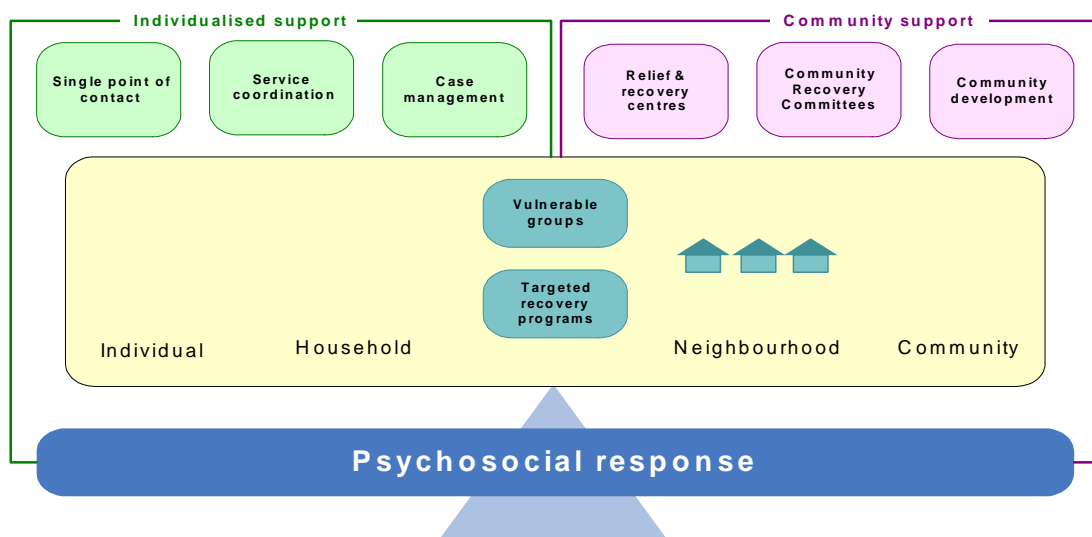 Individualised support
Community support
Single point of
contact
Service
coordination
Case
management
Relief &
recovery
centres
Community
Recovery
Committees
Community
development
Vulnerable
groups
Targeted
recovery
programs
Individual
Household
Neighbourhood
Community
Psychosocial response